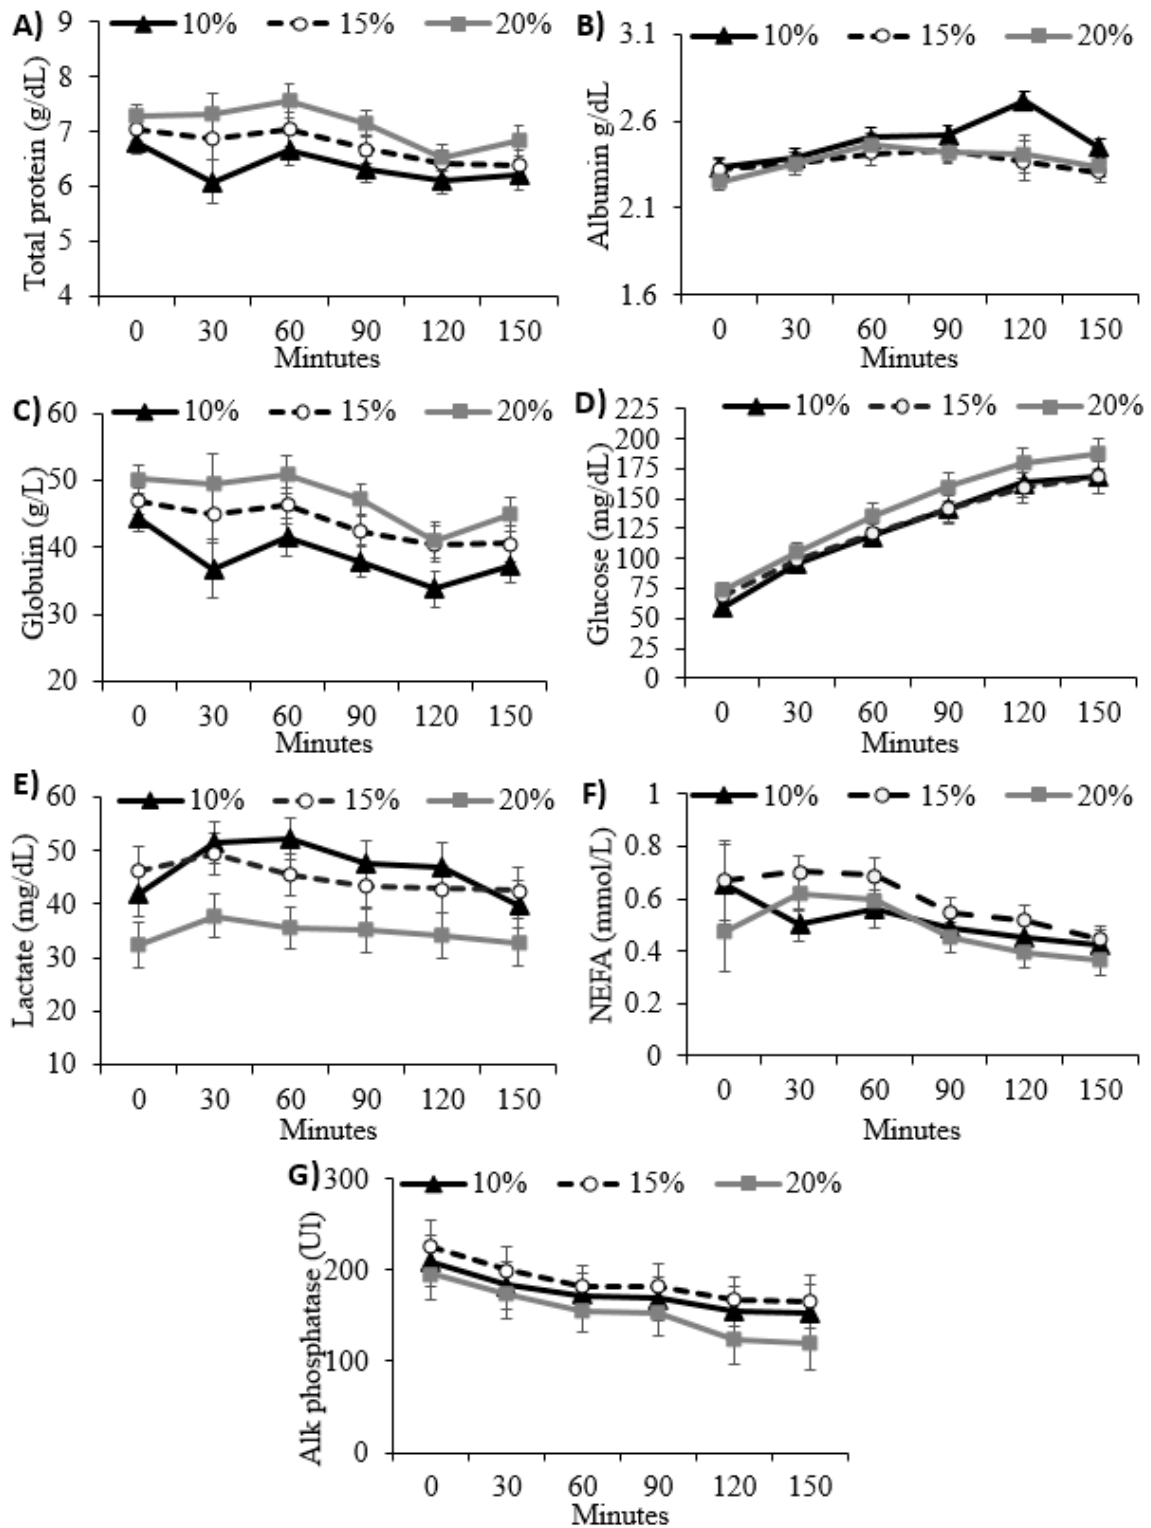 A) 10% 15% 20%
Total protein (g/dL)
9
8
7
6
5
4
0 30 60 90 120 150
Mintutes
B) 10% 15% 20%
Albumin g/dL
3.1
2.6
2.1
1.6
0 30 60 90 120 150
Minutes
C) 10% 15% 20%
Globulin (g/L)
60
50
40
30
20
0 30 60 90 120 150
Minutes
D) 10% 15% 20%
Glucose (mg/dL)
225
200
175
150
125
100
75
50
25
0
0 30 60 90 120 150
Minutes
E) 10% 15% 20%
Lactate (mg/dL)
60
50
40
30
20
10
0 30 60 90 120 150
Minutes
F) 10% 15% 20%
NEFA (mmol/L)
1
0.8
0.6
0.4
0.2
0
0 30 60 90 120 150
Minutes
G) 10% 15% 20%
Alk phosphatase (Ul)
300
200
100
0
0 30 60 90 120 150
Minutes